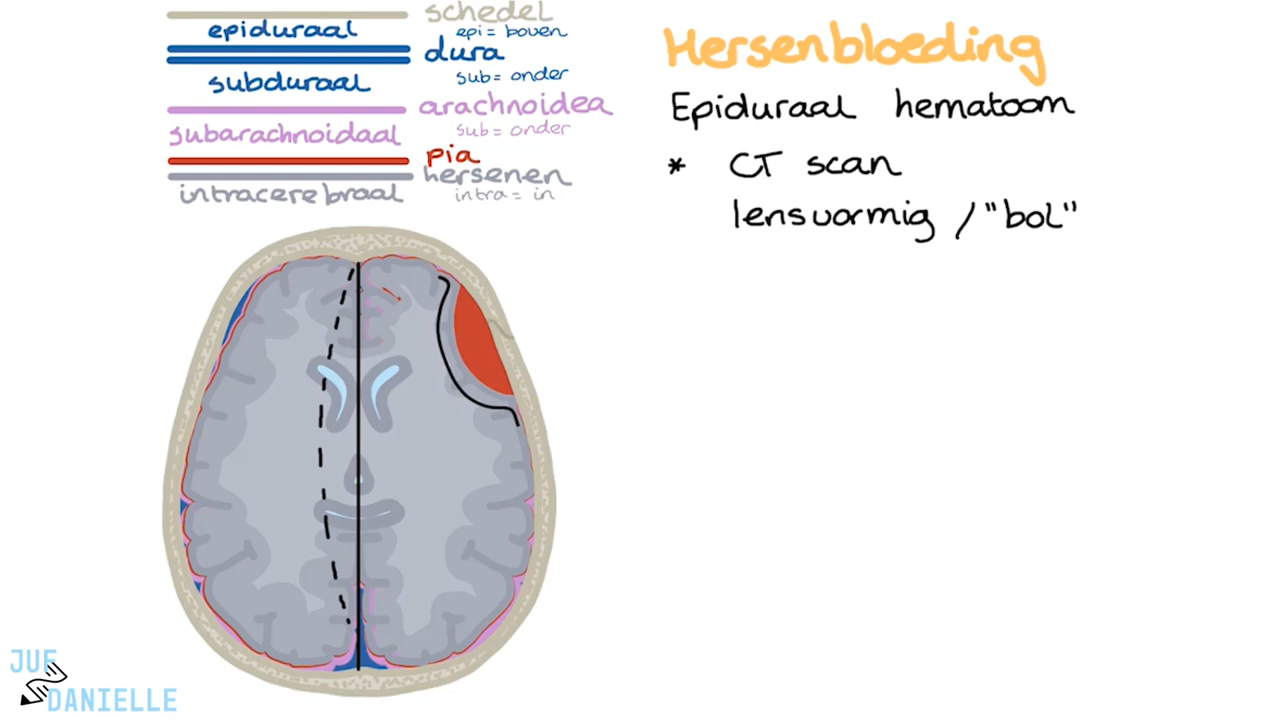 schedel
epiduraal
epi = boven
dura
subduraal
sub = onder
arachnoidea
subarachnoidaal
sub = onder
pia
hersenen
intracerebraal
intra = in
Hersenbloeding
Epiduraal hematoom
* CT scan
lensvormig / "bol"
JUF
DANIELLE